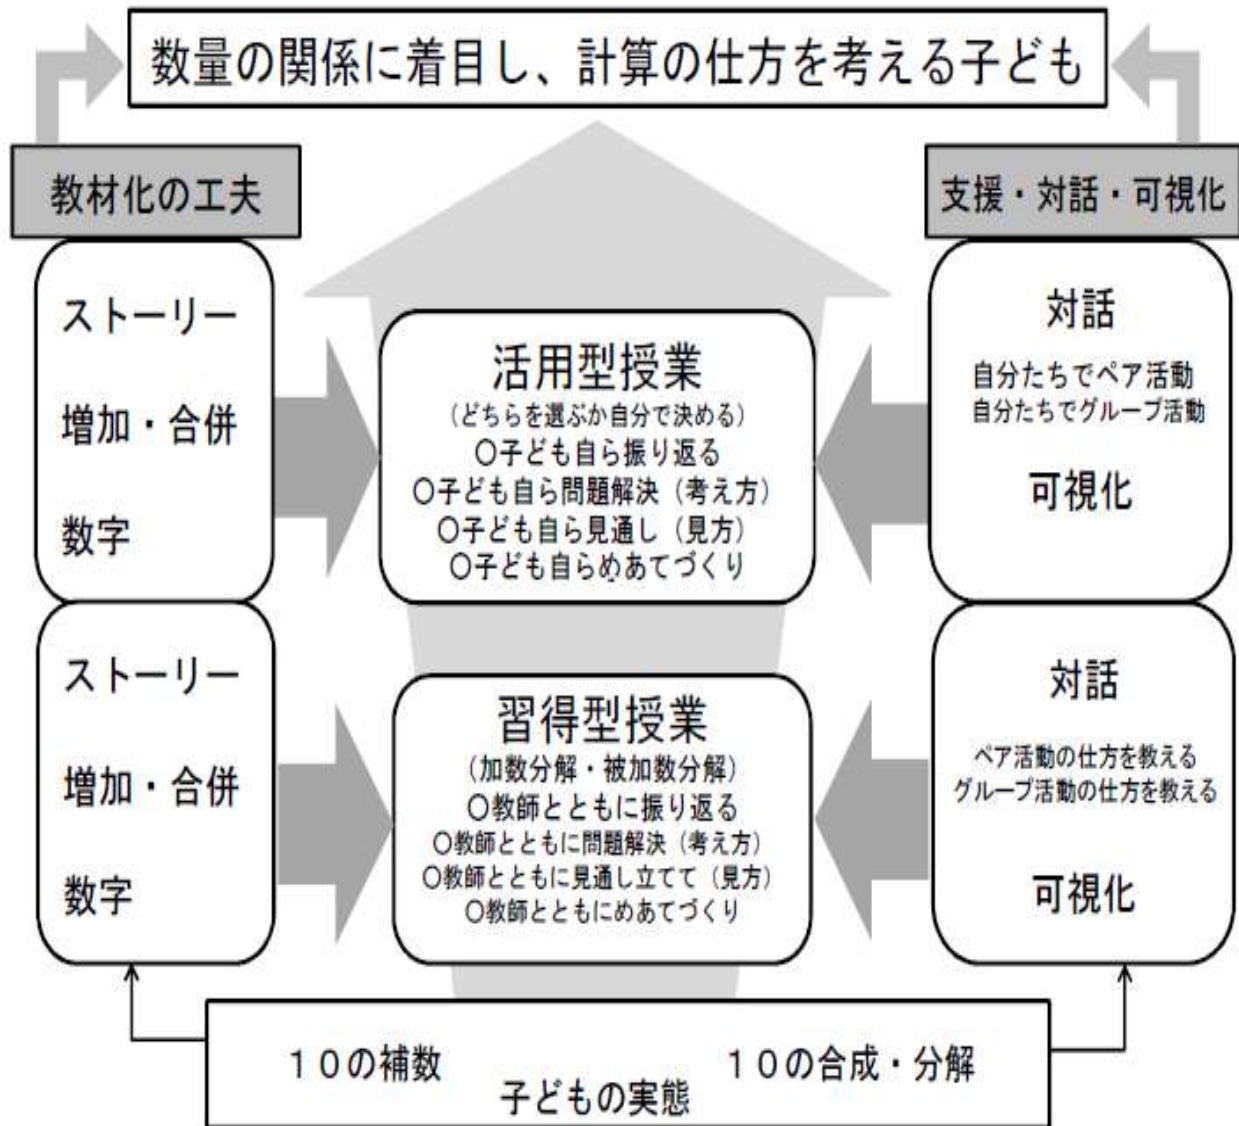 数量の関係に着目し、計算の仕方を考える子ども
教材化の工夫
支援・対話・可視化
ストーリー
増加・合併
数字
活用型授業
（どちらを選ぶか自分で決める）
〇子ども自ら振り返る
〇子ども自ら問題解決（考え方）
〇子ども自ら見通し（見方）
〇子ども自らめあてづくり
対話
自分たちでペア活動
自分たちでグループ活動
可視化
ストーリー
増加・合併
数字
習得型授業
（加数分解・被加数分解）
〇教師とともに振り返る
〇教師とともに問題解決（考え方）
〇教師とともに見通し立てて（見方）
〇教師とともにめあてづくり
対話
ペア活動の仕方を教える
グループ活動の仕方を教える
可視化
１０の補数
１０の合成・分解
子どもの実態